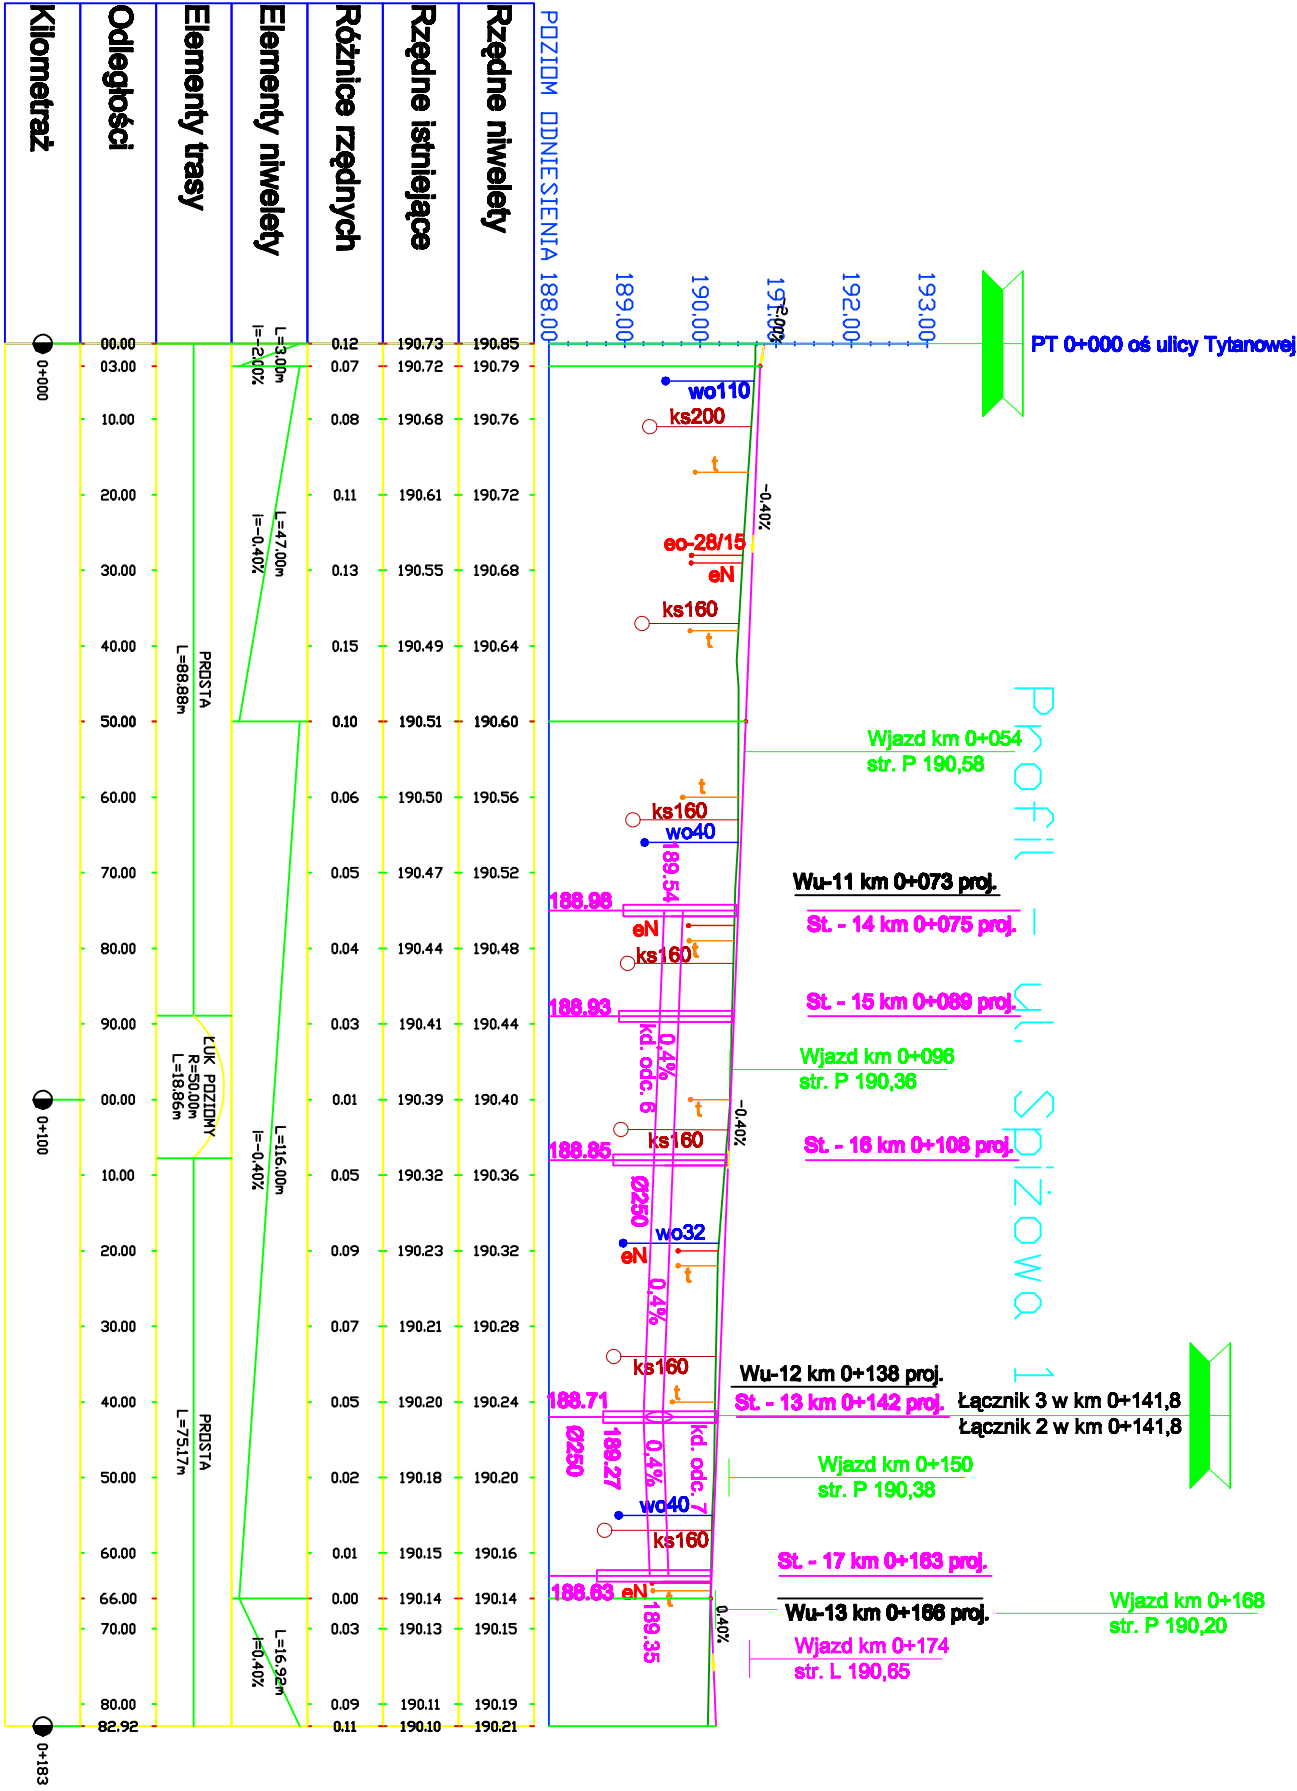 Profil - ul. Spiżowa 1
PT 0+000 oś ulicy Tytanowej
193.00
192.00
191.00
190.00
189.00
POZIOM ODNIESIENIA 188.00
-2.00%
wo110
ks200
t
-0.40%
eo-28/15
eN
ks160
t
Wjazd km 0+054
str. P 190,58
t
ks160
wo40
189.54
Wu-11 km 0+073 proj.
188.98
St. - 14 km 0+075 proj.
eN
t
ks160
188.93
St. - 15 km 0+089 proj.
0,4%
kd. odc. 6
Wjazd km 0+096
str. P 190,36
t
-0.40%
ks160
188.85
St. - 16 km 0+108 proj.
Ø250
wo32
eN
t
0,4%
ks160
t
Wu-12 km 0+138 proj.
188.71
St. - 13 km 0+142 proj.
Łącznik 3 w km 0+141,8
Łącznik 2 w km 0+141,8
Ø250
189.27
0,4%
kd. odc. 7
Wjazd km 0+150
str. P 190,38
wo40
ks160
St. - 17 km 0+163 proj.
188.63
eN
t
189.35
0.40%
Wu-13 km 0+166 proj.
Wjazd km 0+168
str. P 190,20
Wjazd km 0+174
str. L 190,65
Rzędne niwelety
190.85 190.79 190.76 190.72 190.68 190.64 190.60 190.56 190.52 190.48 190.44 190.40 190.36 190.32 190.28 190.24 190.20 190.16 190.14 190.15 190.19 190.21
Rzędne istniejące
190.73 190.72 190.68 190.61 190.55 190.49 190.51 190.50 190.47 190.44 190.41 190.39 190.32 190.23 190.21 190.20 190.18 190.15 190.14 190.13 190.11 190.10
Różnice rzędnych
0.12 0.07 0.08 0.11 0.13 0.15 0.10 0.06 0.05 0.04 0.03 0.01 0.05 0.09 0.07 0.05 0.02 0.01 0.00 0.03 0.09 0.11
Elementy niwelety
L=3.00m
i=-2.00%
L=47.00m
i=-0.40%
L=116.00m
i=-0.40%
L=16.92m
i=0.40%
Elementy trasy
PROSTA
L=88.88m
ŁUK POZIOMY
R=50.00m
L=18.86m
PROSTA
L=75.17m
Odległości
00.00 03.00 10.00 20.00 30.00 40.00 50.00 60.00 70.00 80.00 90.00 00.00 10.00 20.00 30.00 40.00 50.00 60.00 66.00 70.00 80.00 82.92
Kilometraż
0+000 0+100 0+183